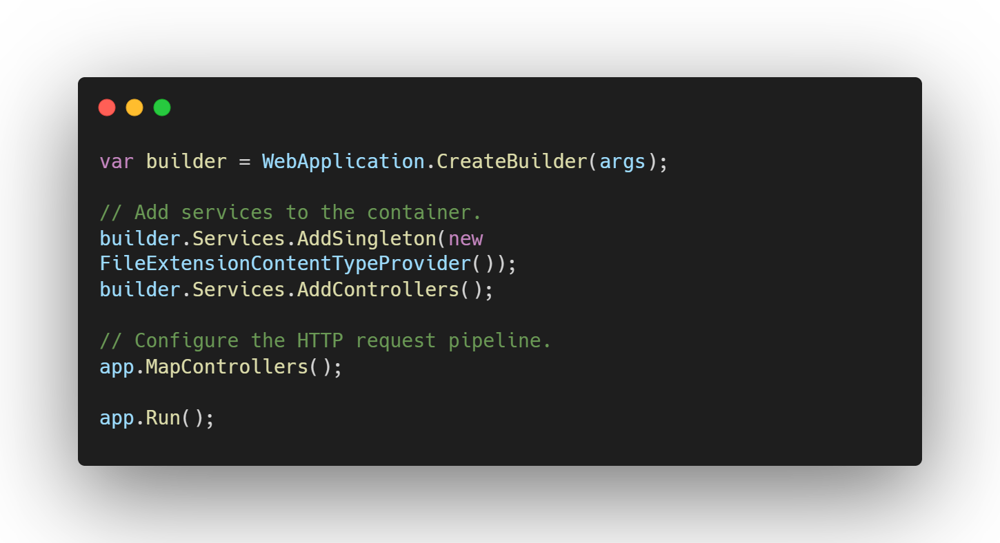 var builder = WebApplication.CreateBuilder(args);
// Add services to the container.
builder.Services.AddSingleton(new
FileExtensionContentTypeProvider());
builder.Services.AddControllers();
// Configure the HTTP request pipeline.
app.MapControllers();
app.Run();